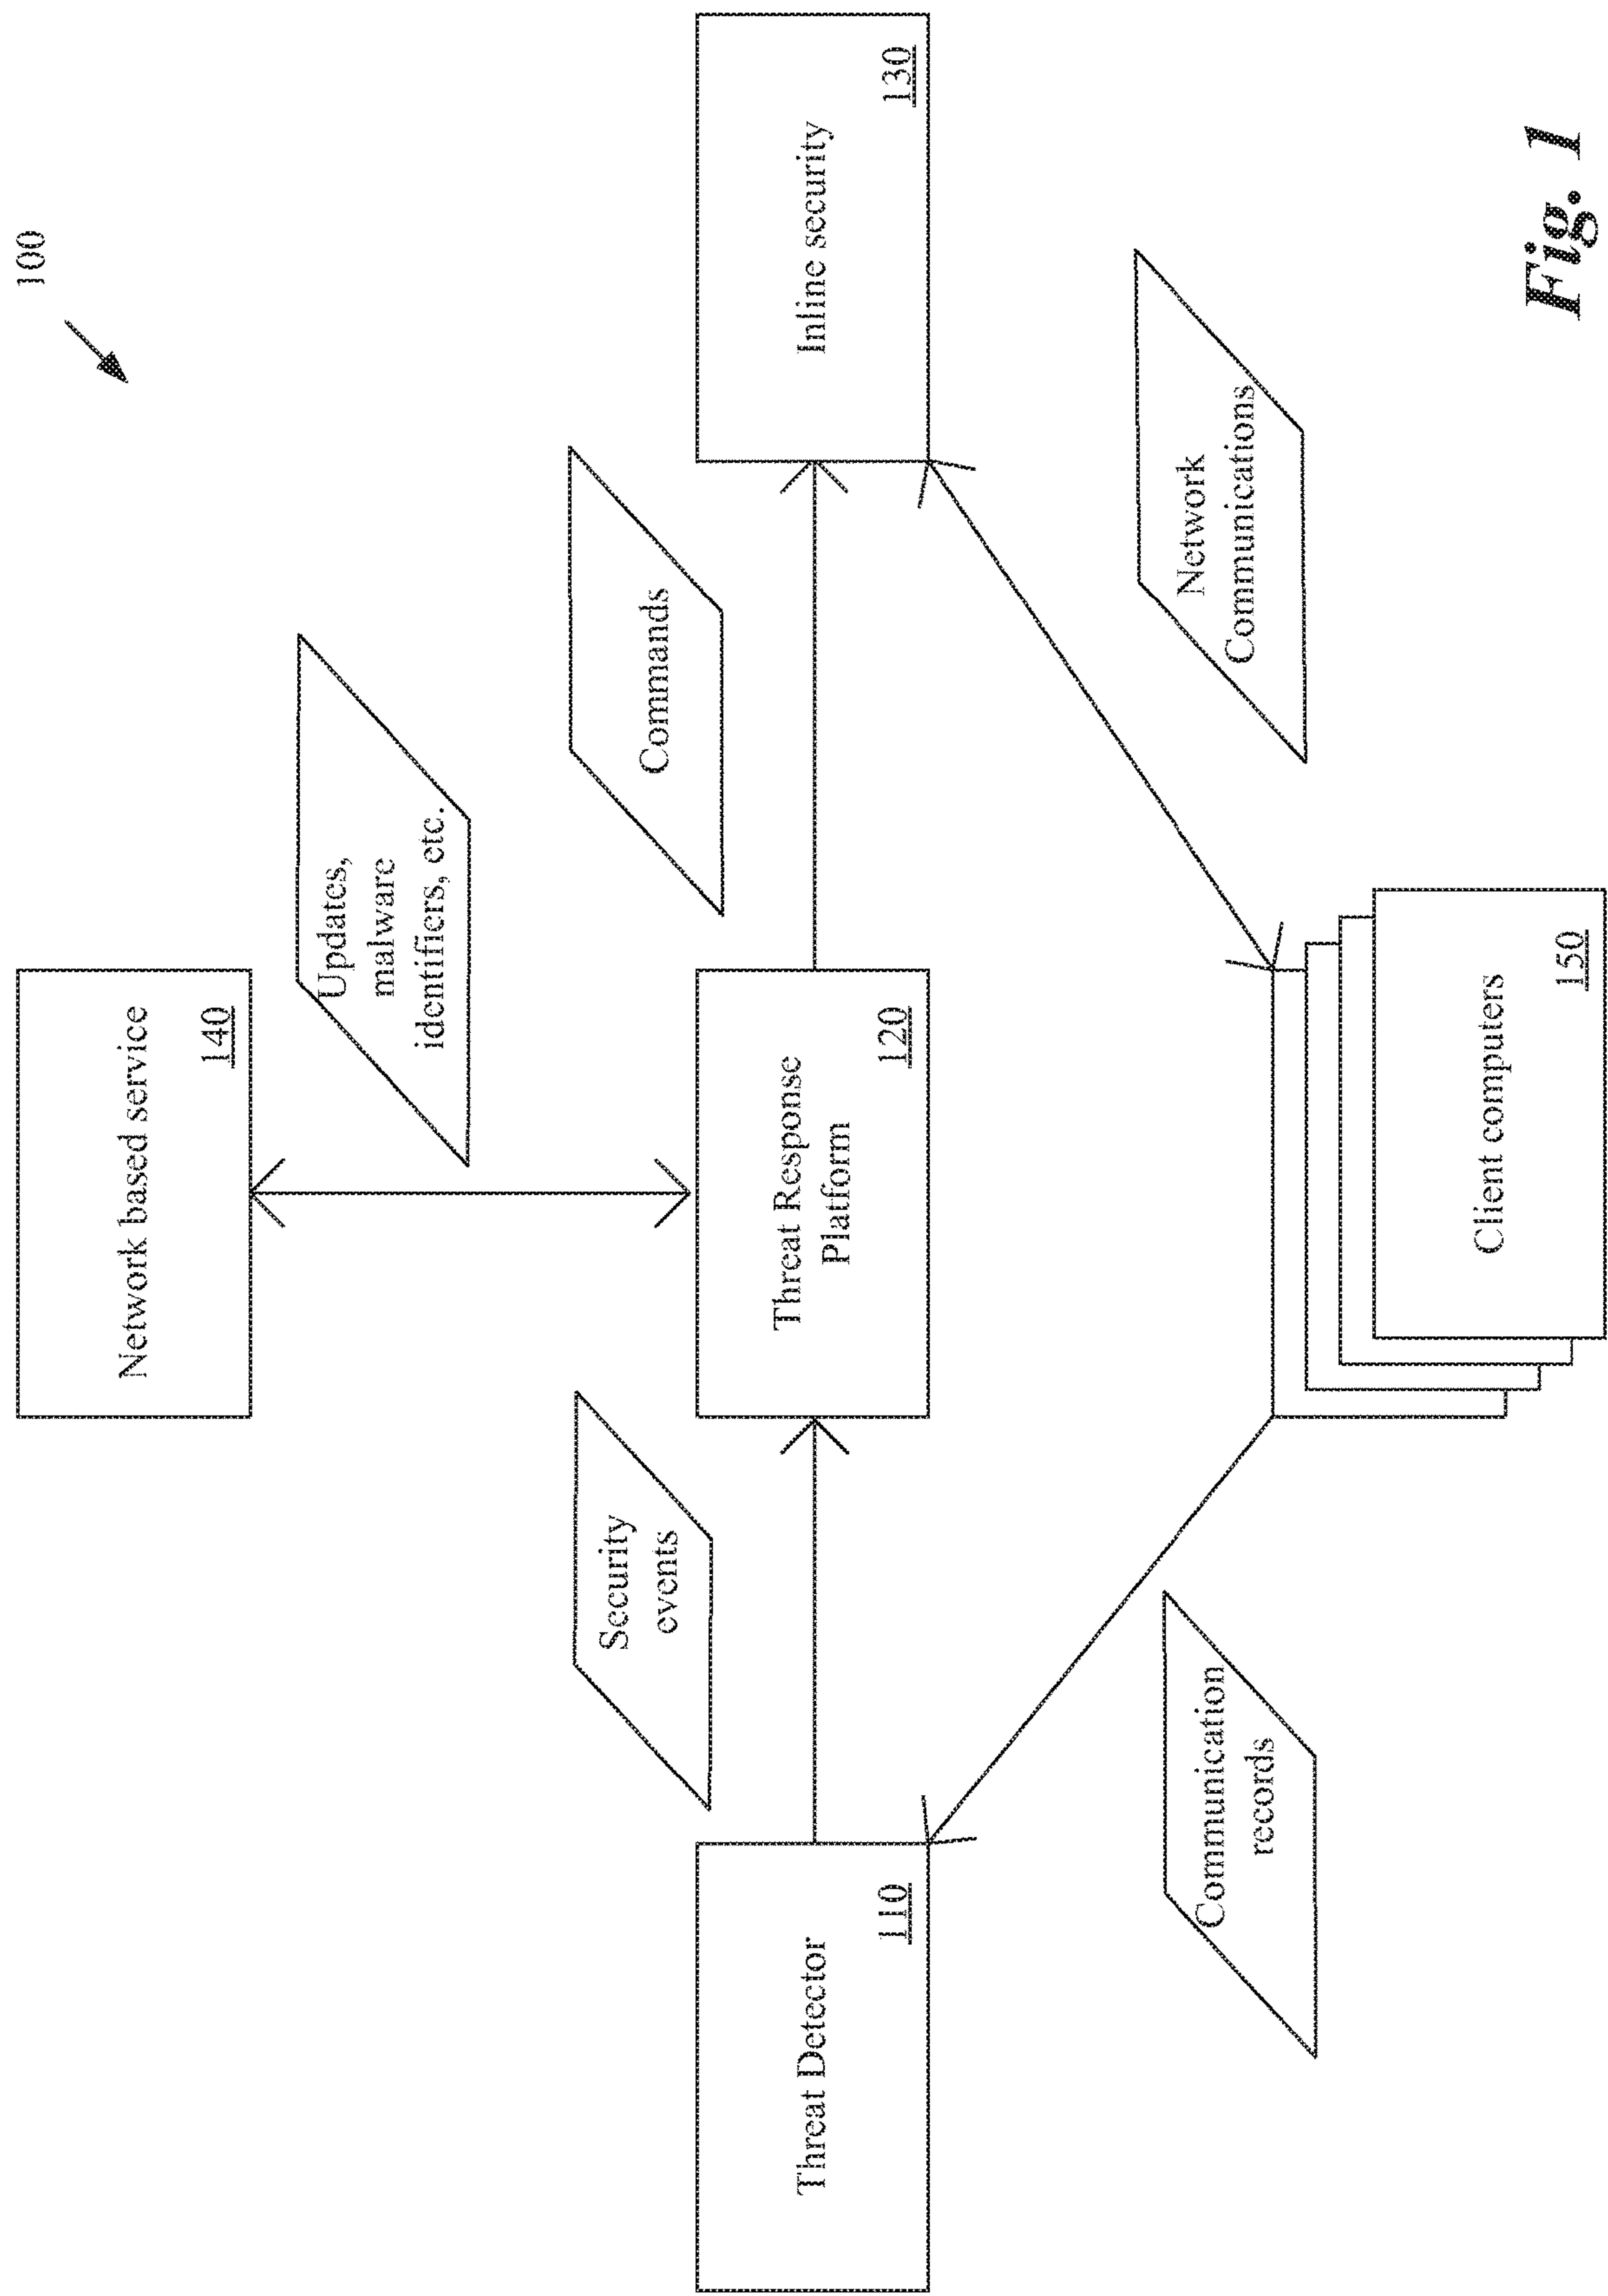 100
Network based service
140
Updates,
malware
identifiers, etc.
Security
events
Commands
Threat Detector
110
Threat Response
Platform
120
Inline security
130
Communication
records
Network
Communications
Client computers
150
Fig. 1